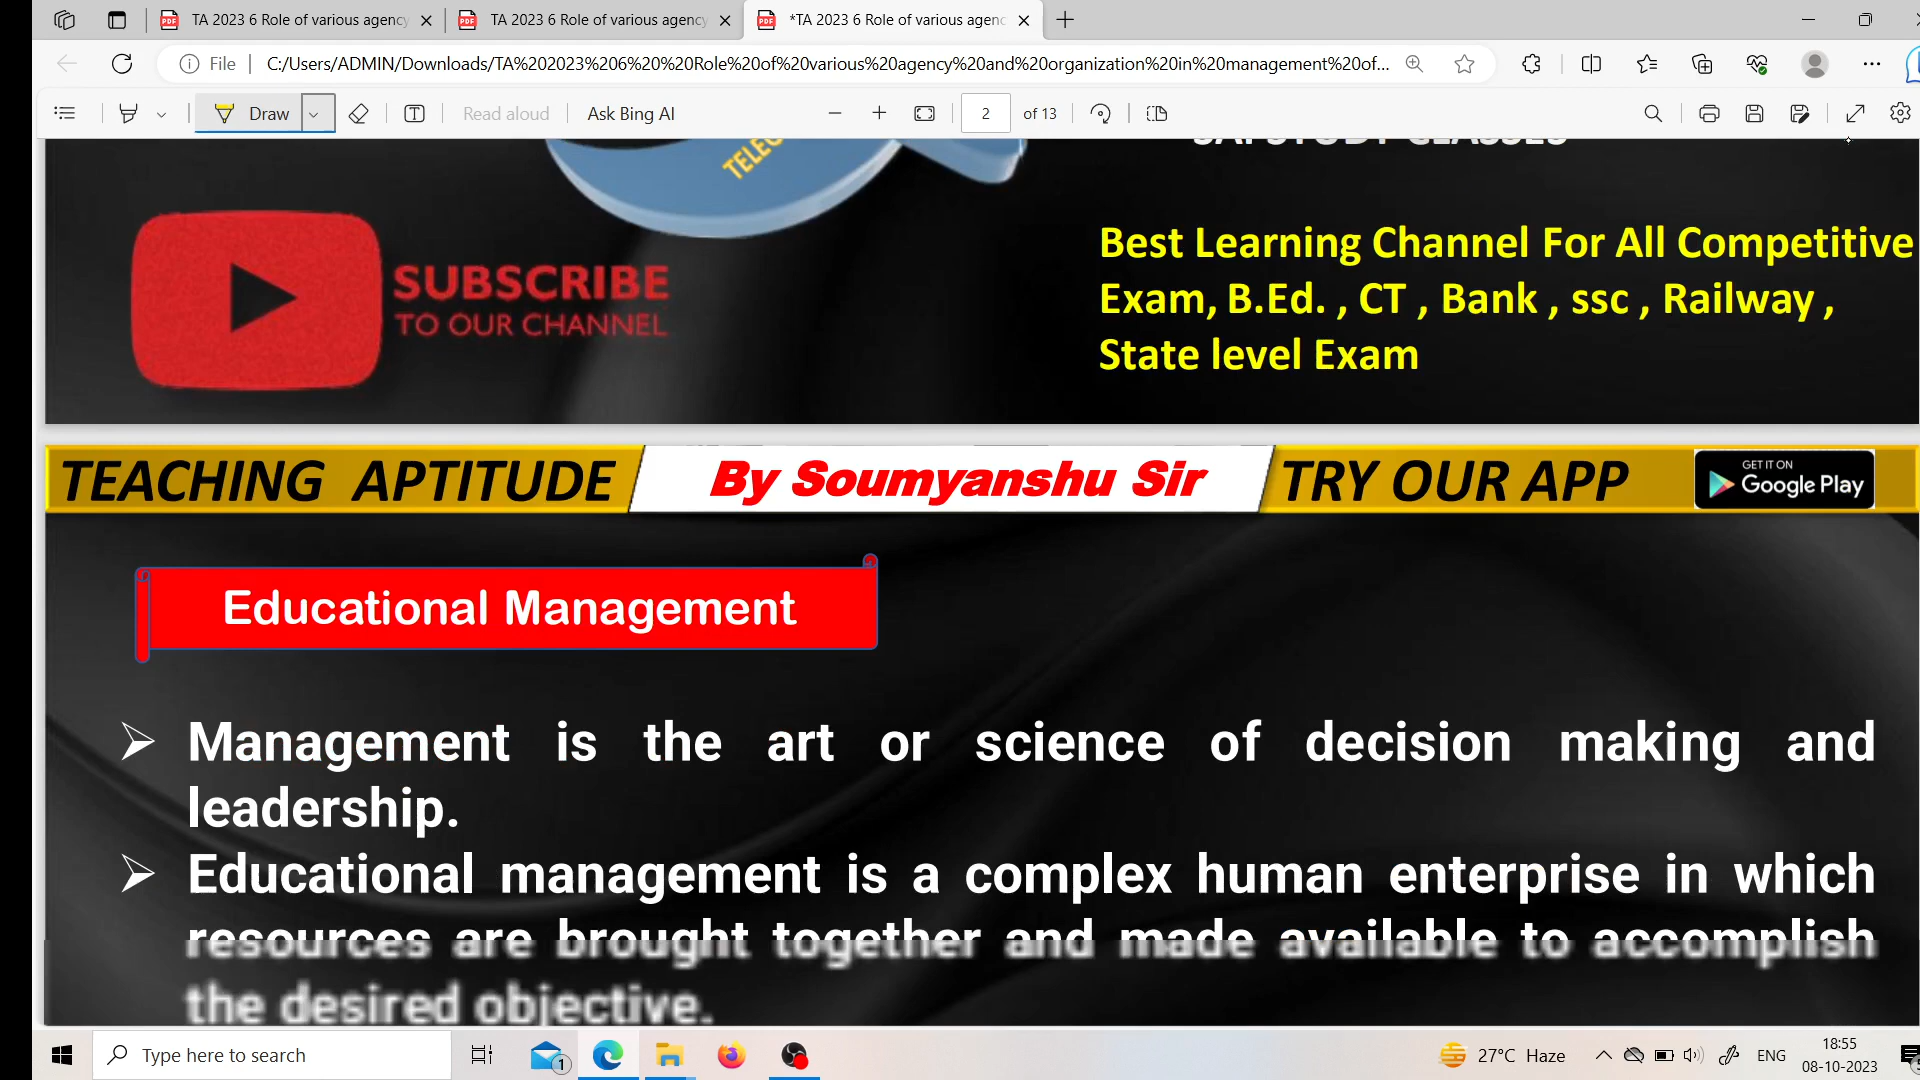 TA 2023 6 Role of various agency
TA 2023 6 Role of various agency
*TA 2023 6 Role of various agenc
File
C:/Users/ADMIN/Downloads/TA%202023%206%20%20Role%20of%20various%20agency%20and%20organization%20in%20management%20of...
Draw
Read aloud
Ask Bing AI
2
of 13
SUBSCRIBE
TO OUR CHANNEL
Best Learning Channel For All Competitive
Exam, B.Ed. , CT , Bank , ssc , Railway ,
State level Exam
TEACHING APTITUDE
By Soumyanshu Sir
TRY OUR APP
GET IT ON
Google Play
Educational Management
Management is the art or science of decision making and
leadership.
Educational management is a complex human enterprise in which
resources are brought together and made available to accomplish
the desired objective.
Type here to search
1
27°C Haze
ENG
18:55
08-10-2023